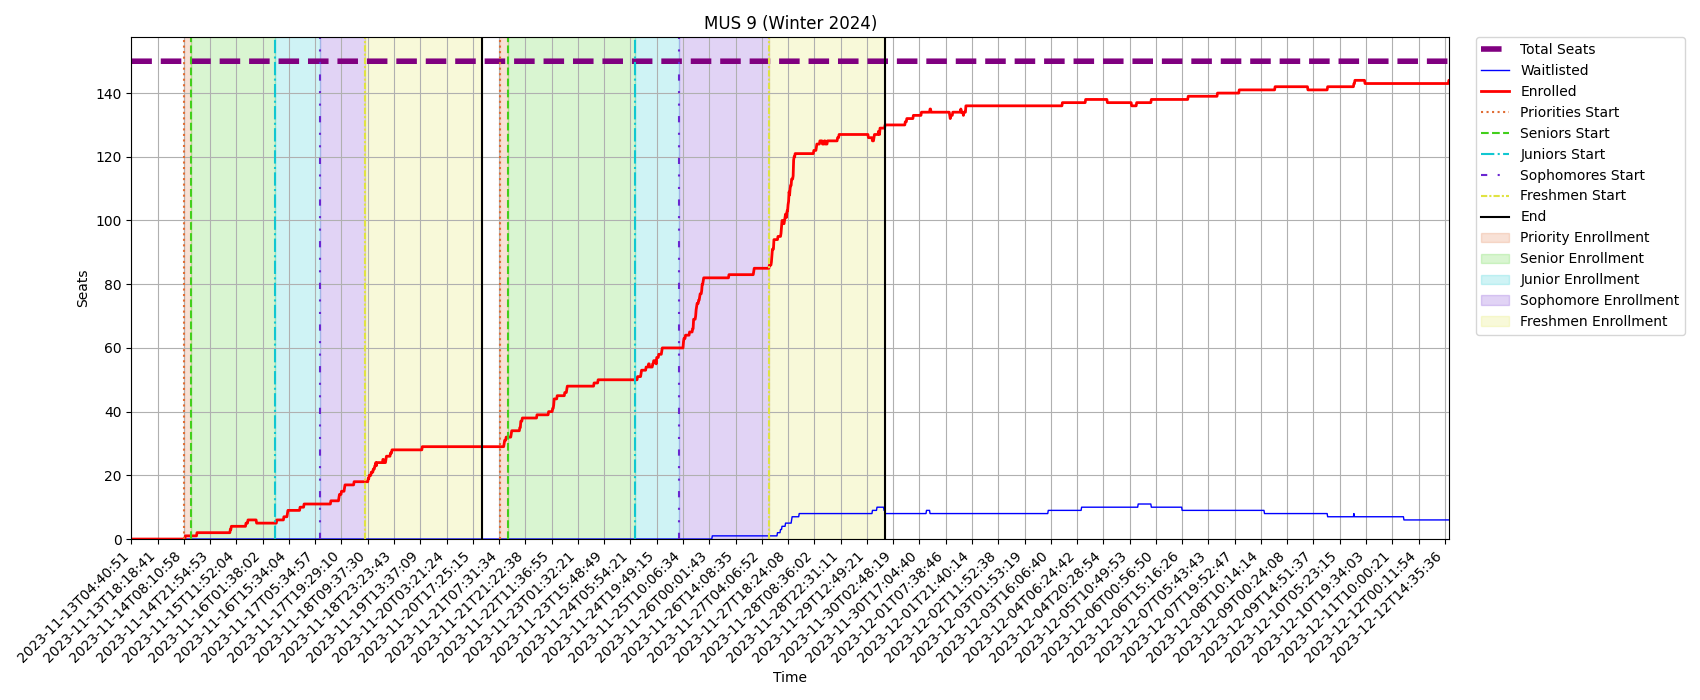 MUS 9 (Winter 2024)
Seats
140
120
100
80
60
40
20
0
2023-11-13T04:40:51
2023-11-13T18:18:41
2023-11-14T08:10:58
2023-11-14T21:54:53
2023-11-15T11:52:04
2023-11-16T01:38:02
2023-11-16T15:34:04
2023-11-17T05:34:57
2023-11-17T19:29:10
2023-11-18T09:37:30
2023-11-18T23:23:43
2023-11-19T13:37:09
2023-11-20T03:21:24
2023-11-20T17:25:15
2023-11-21T07:31:34
2023-11-21T21:22:38
2023-11-22T11:36:55
2023-11-23T01:32:21
2023-11-23T15:48:49
2023-11-24T05:54:21
2023-11-24T19:49:15
2023-11-25T10:06:34
2023-11-26T00:01:43
2023-11-26T14:08:35
2023-11-27T04:06:52
2023-11-27T18:24:08
2023-11-28T08:36:02
2023-11-28T22:31:11
2023-11-29T12:49:21
2023-11-30T02:48:19
2023-11-30T17:04:40
2023-12-01T07:38:46
2023-12-01T21:40:14
2023-12-02T11:52:38
2023-12-03T01:53:19
2023-12-03T16:06:40
2023-12-04T06:24:42
2023-12-04T20:28:54
2023-12-05T10:49:53
2023-12-06T00:56:50
2023-12-06T15:16:26
2023-12-07T05:43:43
2023-12-07T19:52:47
2023-12-08T10:14:14
2023-12-09T00:24:08
2023-12-09T14:51:37
2023-12-10T05:23:15
2023-12-10T19:34:03
2023-12-11T10:00:21
2023-12-12T00:11:54
2023-12-12T14:35:36
Time
Total Seats
Waitlisted
Enrolled
Priorities Start
Seniors Start
Juniors Start
Sophomores Start
Freshmen Start
End
Priority Enrollment
Senior Enrollment
Junior Enrollment
Sophomore Enrollment
Freshmen Enrollment